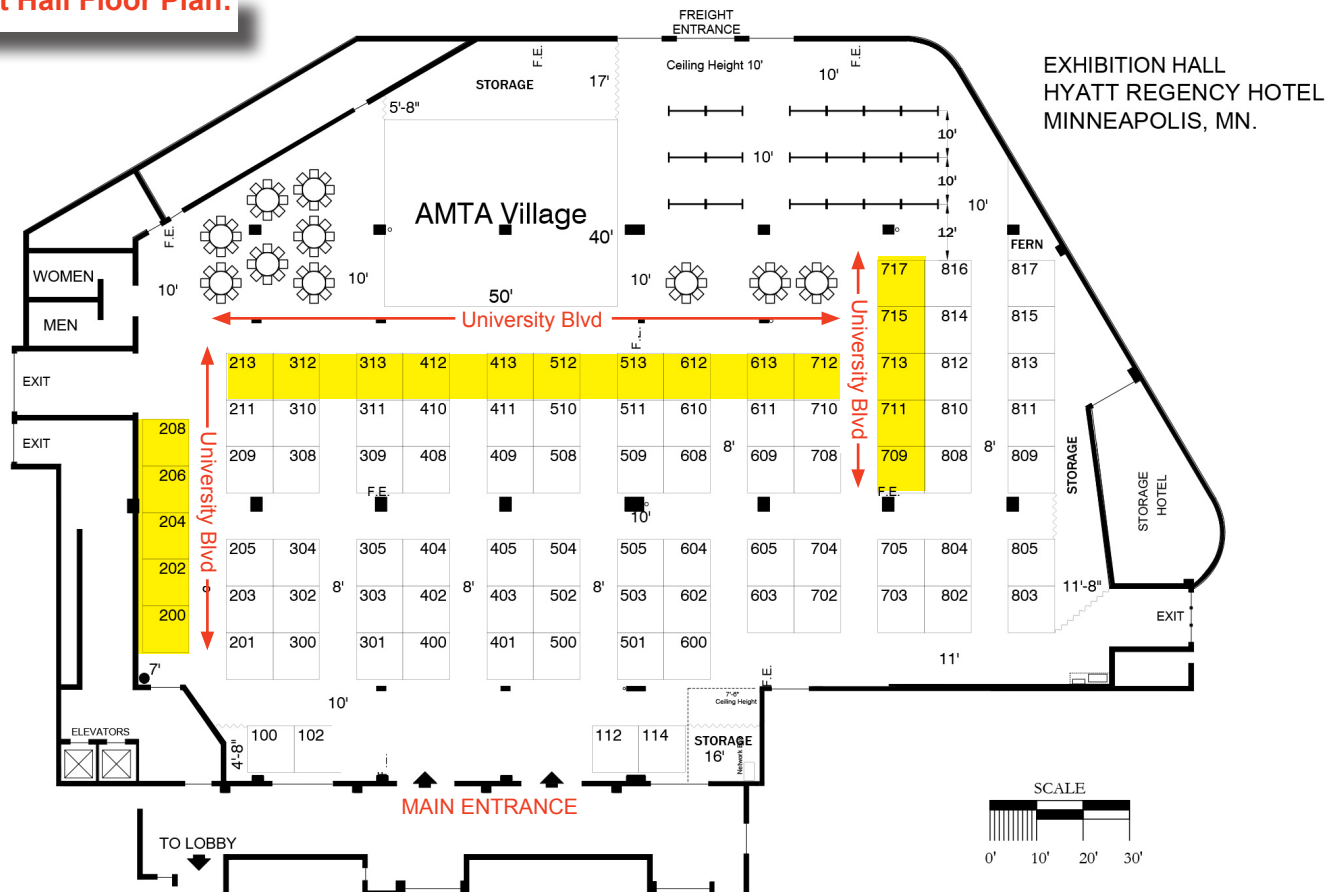 t Hall Floor Plan:
FREIGHT
ENTRANCE
EXHIBITION HALL
HYATT REGENCY HOTEL
MINNEAPOLIS, MN.
F.E.
Ceiling Height 10'
F.E.
10'
STORAGE
17'
5'-8"
10'
10'
10'
10'
12'
AMTA Village
40'
50'
F.E.
10'
10'
10'
FERN
WOMEN
MEN
EXIT
EXIT
University Blvd
University Blvd
University Blvd
717 816 817
715 814 815
213 312 313 412 413 512 513 612 613 712 713 812 813
211 310 311 410 411 510 511 610 611 710 711 810 811
208
209 308 309 408 409 508 509 608 8' 609 708 709 808 8' 809
206
F.E.
F.E.
10'
204
STORAGE
STORAGE
HOTEL
205 304 305 404 405 504 505 604 605 704 705 804 805
202
203 302 8' 303 402 8' 403 502 8' 503 602 603 702 703 802 803
11'-8"
200
EXIT
201 300 301 400 401 500 501 600
11'
7'
F.E.
10'
7'-6"
Ceiling Height
ELEVATORS
4'-8"
100 102
112 114
STORAGE
16'
MAIN ENTRANCE
TO LOBBY
SCALE
0' 10' 20' 30'